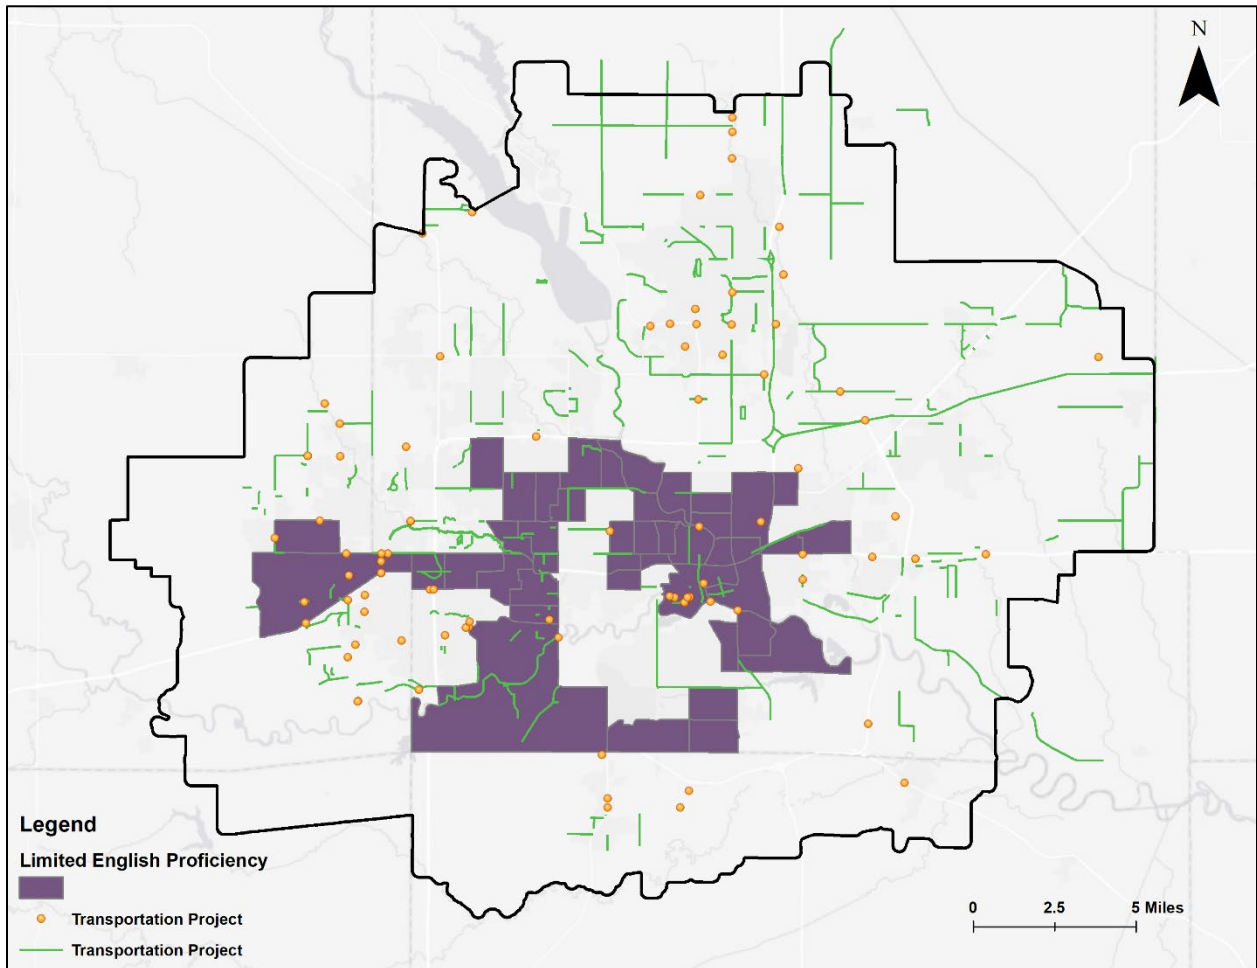 N
Legend
Limited English Proficiency
Transportation Project
Transportation Project
0 2.5 5 Miles